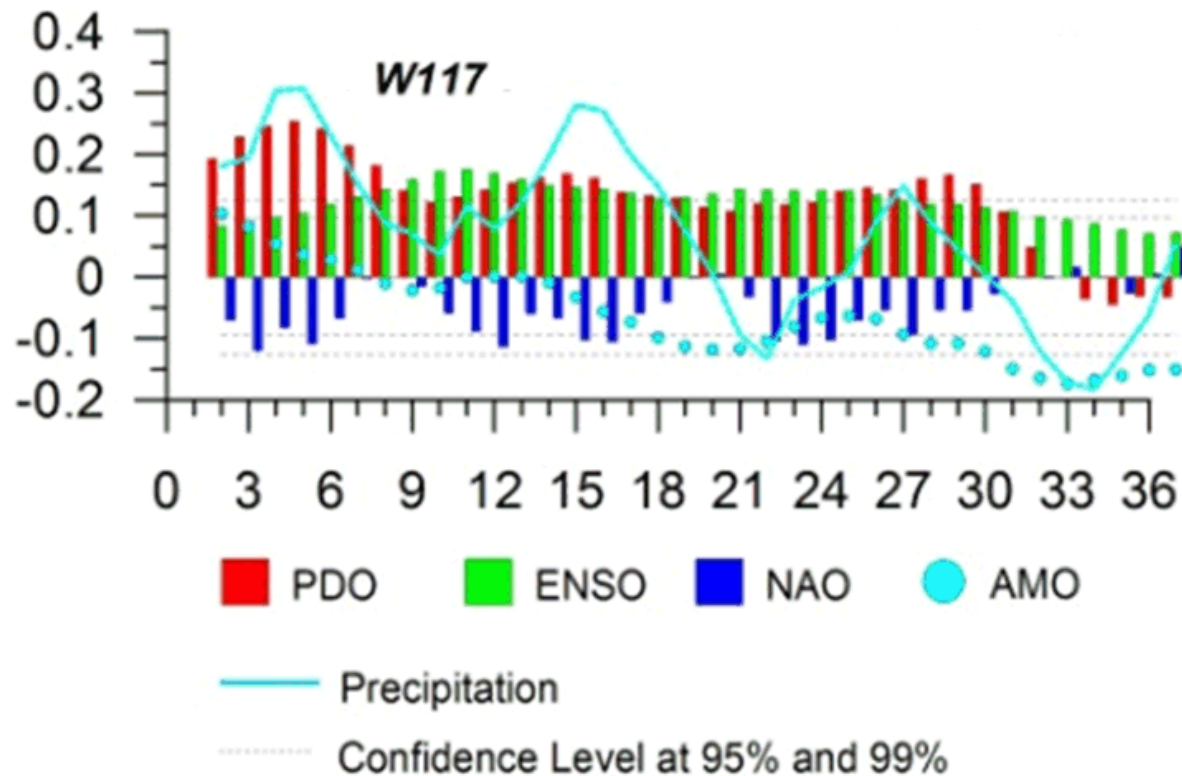 0.4
0.3
0.2
0.1
0
-0.1
-0.2
W117
0 3 6 9 12 15 18 21 24 27 30 33 36
PDO ENSO NAO AMO
Precipitation
Confidence Level at 95% and 99%